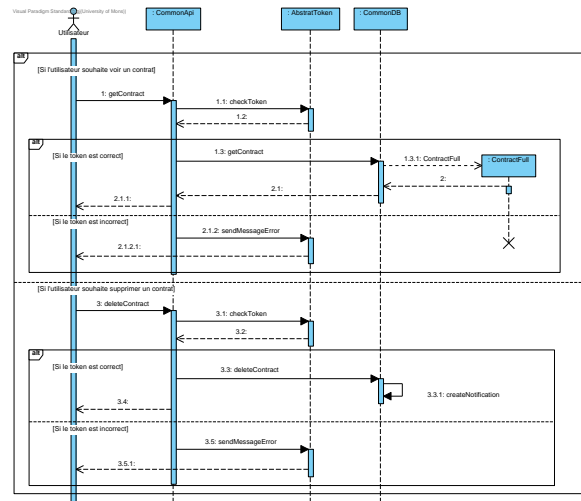 Visual Paradigm Standard
(University of Mons)
Utilisateur
: CommonApi
: AbstratToken
: CommonDB
alt
[Si l'utilisateur souhaite voir un contrat]
1: getContract
1.1: checkToken
1.2:
alt
[Si le token est correct]
1.3: getContract
1.3.1: ContractFull
: ContractFull
2:
2.1:
2.1.1:
[Si le token est incorrect]
2.1.2: sendMessageError
2.1.2.1:
[Si l'utilisateur souhaite supprimer un contrat]
3: deleteContract
3.1: checkToken
3.2:
alt
[Si le token est correct]
3.3: deleteContract
3.3.1: createNotification
3.4:
[Si le token est incorrect]
3.5: sendMessageError
3.5.1: